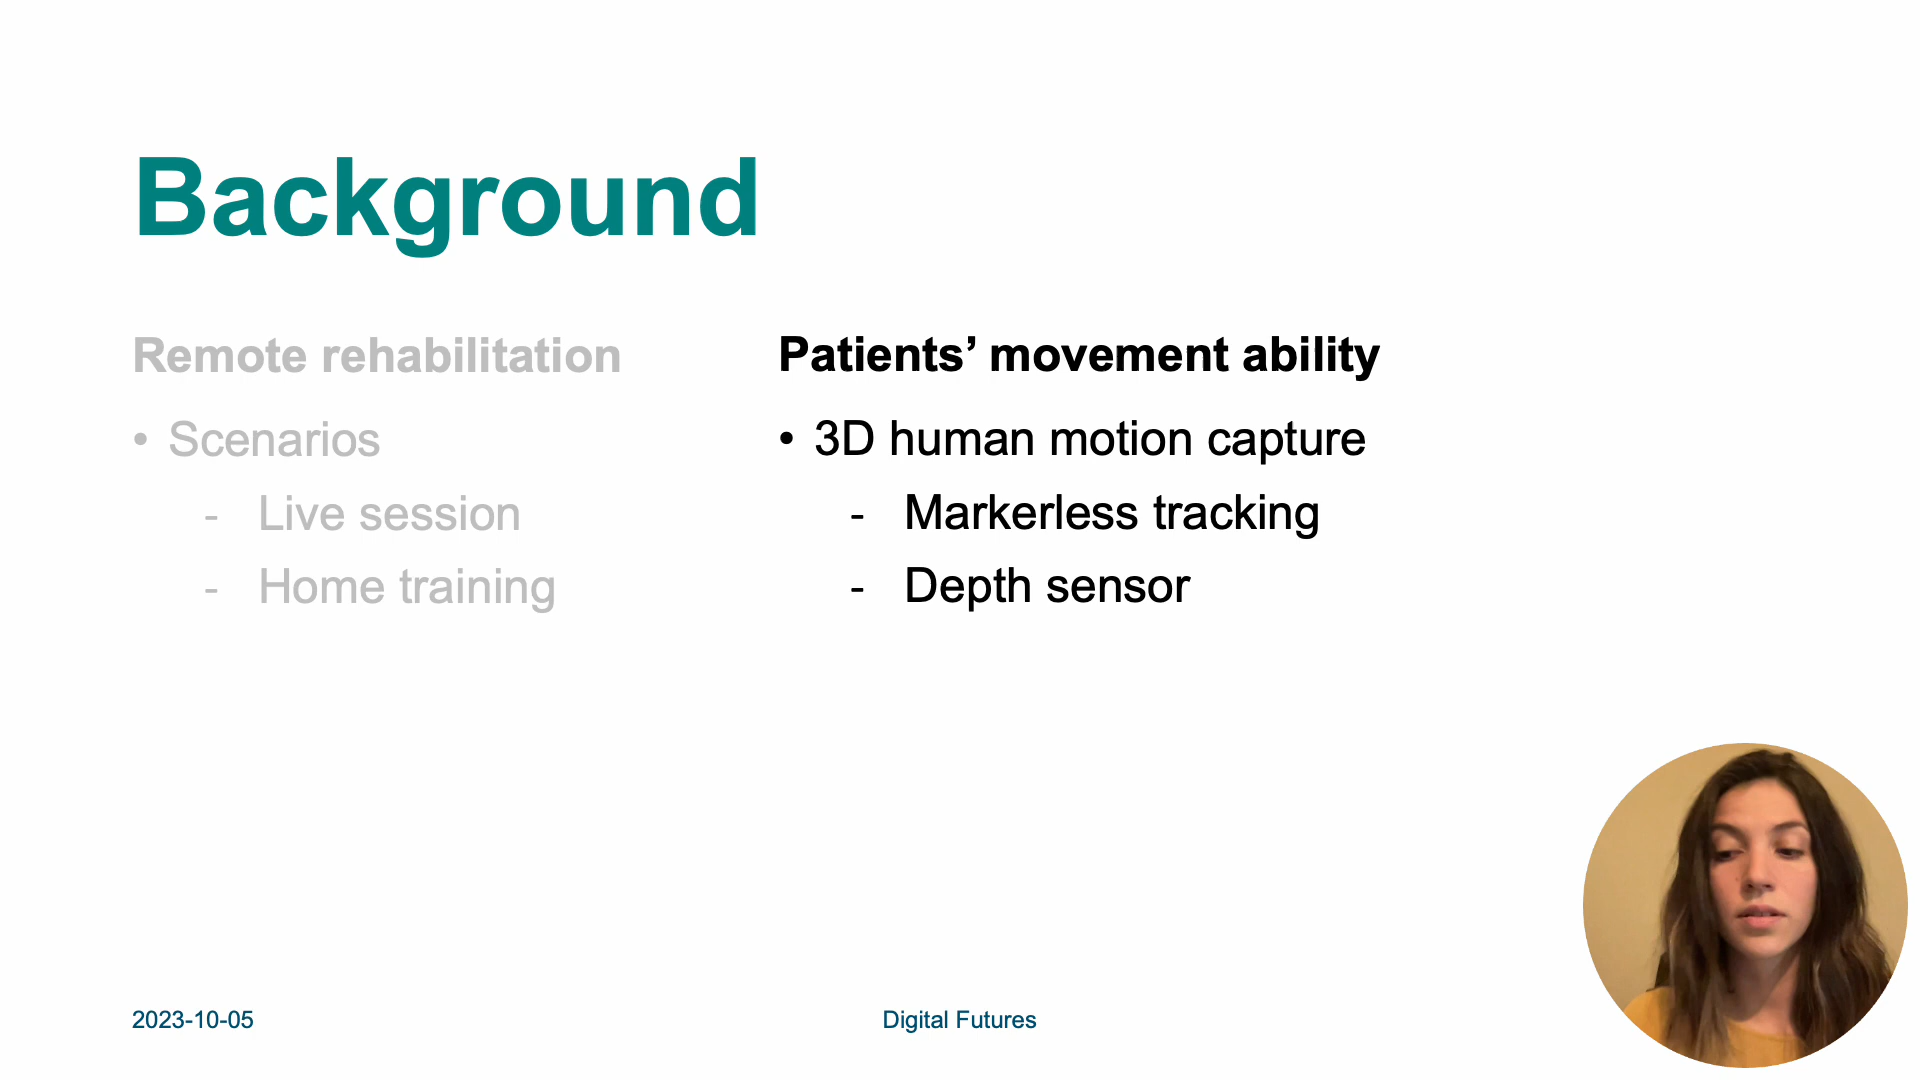 Background
Remote rehabilitation
• Scenarios
- Live session
- Home training
Patients’ movement ability
• 3D human motion capture
- Markerless tracking
- Depth sensor
2023-10-05
Digital Futures